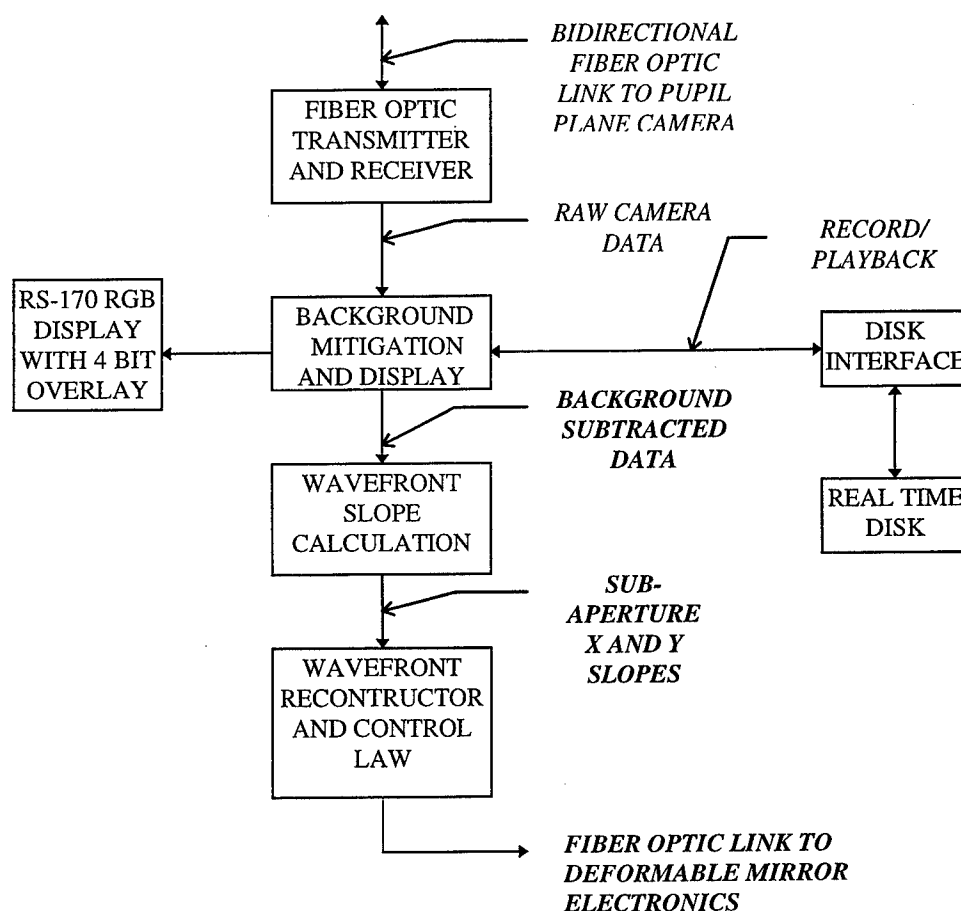 BIDIRECTIONAL
FIBER OPTIC
LINK TO PUPIL
PLANE CAMERA
FIBER OPTIC
TRANSMITTER
AND RECEIVER
RAW CAMERA
DATA
RECORD/
PLAYBACK
RS-170 RGB
DISPLAY
WITH 4 BIT
OVERLAY
BACKGROUND
MITIGATION
AND DISPLAY
DISK
INTERFACE
BACKGROUND
SUBTRACTED
DATA
WAVEFRONT
SLOPE
CALCULATION
REAL TIME
DISK
SUB-
APERTURE
X AND Y
SLOPES
WAVEFRONT
RECONTRUCTOR
AND CONTROL
LAW
FIBER OPTIC LINK TO
DEFORMABLE MIRROR
ELECTRONICS